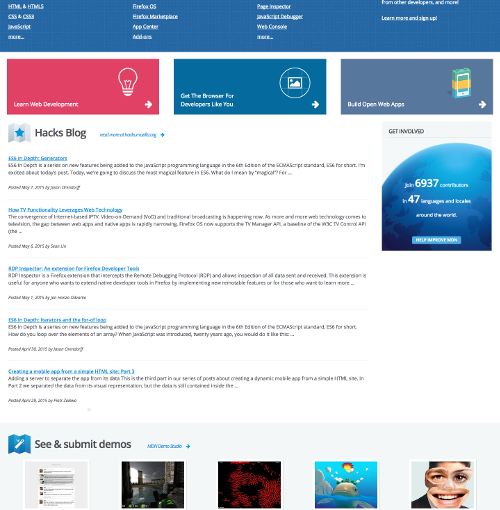 HTML & HTML5
Firefox OS
Page Inspector
from other developers, and more!
CSS & CSS3
Firefox Marketplace
JavaScript Debugger
Learn more and sign up!
JavaScript
App Center
Web Console
more...
Add-ons
more...
Learn Web Development
Get The Browser For
Developers Like You
Build Open Web Apps
Hacks Blog
read more at hacks.mozilla.org
GET INVOLVED
Join 6937 contributors
in 47 languages and locales
around the world.
HELP IMPROVE MDN
ES6 In Depth: Generators
ES6 In Depth is a series on new features being added to the JavaScript programming language in the 6th Edition of the ECMAScript standard, ES6 for short. I'm
excited about today's post. Today, we're going to discuss the most magical feature in ES6. What do I mean by "magical"? For ...
Posted May 7, 2015 by Jason Orendorff
How TV Functionality Leverages Web Technology
The convergence of Internet-based IPTV, Video-on-Demand (VoD) and traditional broadcasting is happening now. As more and more web technology comes to
television, the gap between web apps and native apps is rapidly narrowing. Firefox OS now supports the TV Manager API, a baseline of the W3C TV Control API
(the ...
Posted May 6, 2015 by Sean Lin
RDP Inspector: An extension for Firefox Developer Tools
RDP Inspector is a Firefox extension that intercepts the Remote Debugging Protocol (RDP) and allows inspection of all data sent and received. This extension is
useful for anyone who wants to extend native developer tools in Firefox by implementing new remotable features or for those who want to learn more ...
Posted May 1, 2015 by Jan Honza Odvarko
ES6 In Depth: Iterators and the for-of loop
ES6 In Depth is a series on new features being added to the JavaScript programming language in the 6th Edition of the ECMAScript standard, ES6 for short.
How do you loop over the elements of an array? When JavaScript was introduced, twenty years ago, you would do it like this: ...
Posted April 30, 2015 by Jason Orendorff
Creating a mobile app from a simple HTML site: Part 3
Adding a server to separate the app from its data This is the third part in our series of posts about creating a dynamic mobile app from a simple HTML site. In
Part 2 we separated the data from its visual representation, but the data is still contained inside the ...
Posted April 28, 2015 by Piotr Zalewa
See & submit demos
MDN Demo Studio